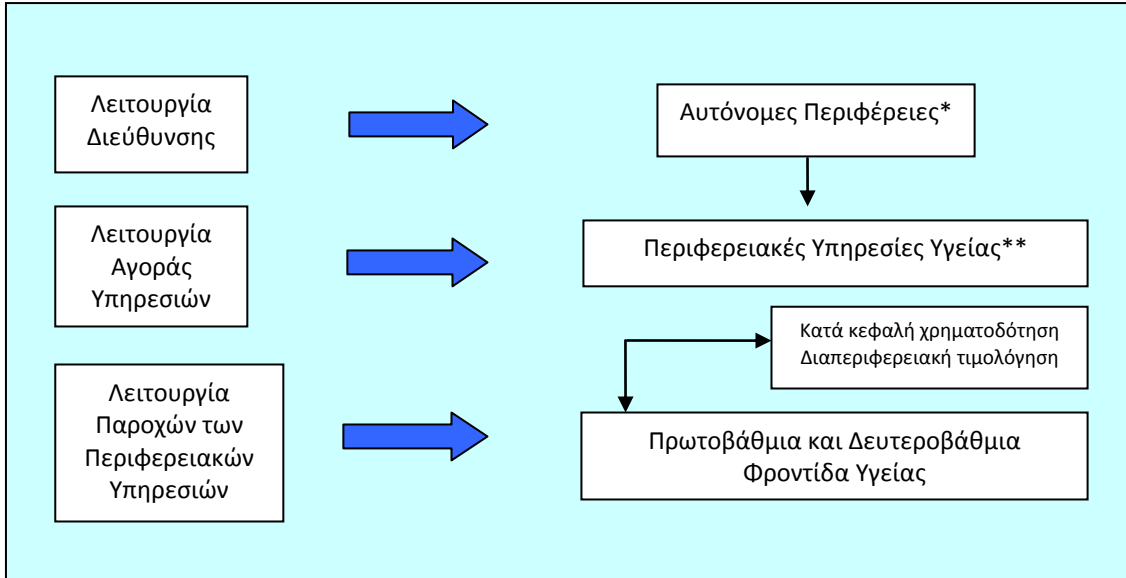 Λειτουργία
Διεύθυνσης
Αυτόνομες Περιφέρειες*
Λειτουργία
Αγοράς
Υπηρεσιών
Περιφερειακές Υπηρεσίες Υγείας**
Κατά κεφαλή χρηματοδότηση
Διαπεριφερειακή τιμολόγηση
Λειτουργία
Παροχών των
Περιφερειακών
Υπηρεσιών
Πρωτοβάθμια και Δευτεροβάθμια
Φροντίδα Υγείας